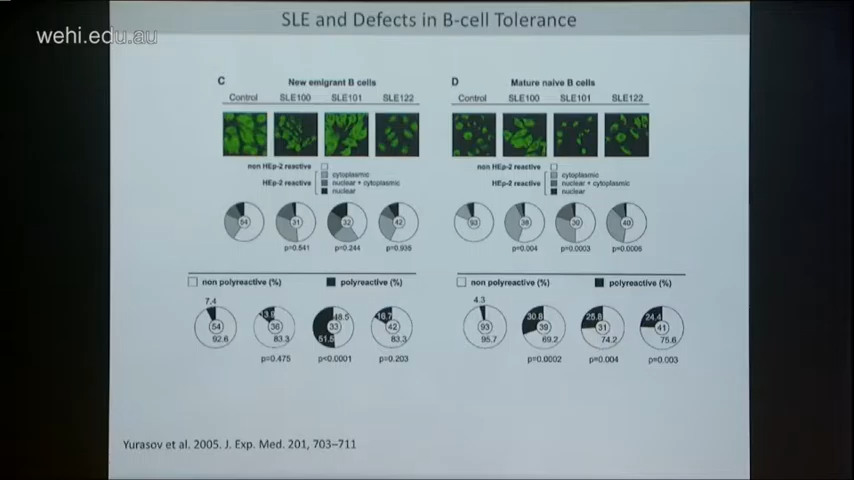 SLE and Defects in B-cell Tolerance
wehi.edu.au
C New emigrant B cells
Control SLE100 SLE101 SLE122
non HEp-2 reactive
HEp-2 reactive
cytoplasmic
nuclear + cytoplasmic
nuclear
54 31 32 42
p=0.541 p=0.244 p=0.935
non polyreactive (%) polyreactive (%)
7.4
54 36 33 42
92.6 83.3 51.5 48.5 16.7 83.3
p=0.475 p<0.0001 p=0.203
D Mature naive B cells
Control SLE100 SLE101 SLE122
non HEp-2 reactive
HEp-2 reactive
cytoplasmic
nuclear + cytoplasmic
nuclear
93 38 30 40
p=0.004 p=0.0003 p=0.0006
non polyreactive (%) polyreactive (%)
4.3
30.8 25.8 24.4
93 39 31 41
95.7 69.2 74.2 75.6
p=0.0002 p=0.004 p=0.003
Yurasov et al. 2005. J. Exp. Med. 201, 703–711